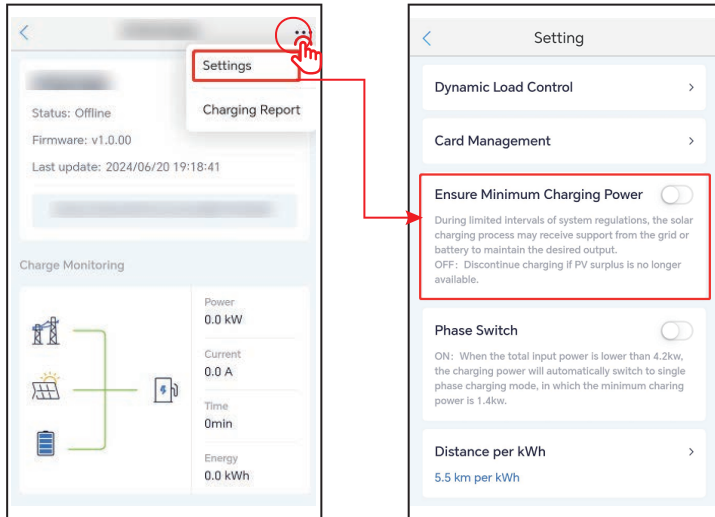 Settings
Charging Report
Status: Offline
Firmware: v1.0.00
Last update: 2024/06/20 19:18:41
Charge Monitoring
Power
0.0 kW
Current
0.0 A
Time
0min
Energy
0.0 kWh
Setting
Dynamic Load Control
Card Management
Ensure Minimum Charging Power
During limited intervals of system regulations, the solar
charging process may receive support from the grid or
battery to maintain the desired output.
OFF: Discontinue charging if PV surplus is no longer
available.
Phase Switch
ON: When the total input power is lower than 4.2kw,
the charging power will automatically switch to single
phase charging mode, in which the minimum charing
power is 1.4kw.
Distance per kWh
5.5 km per kWh